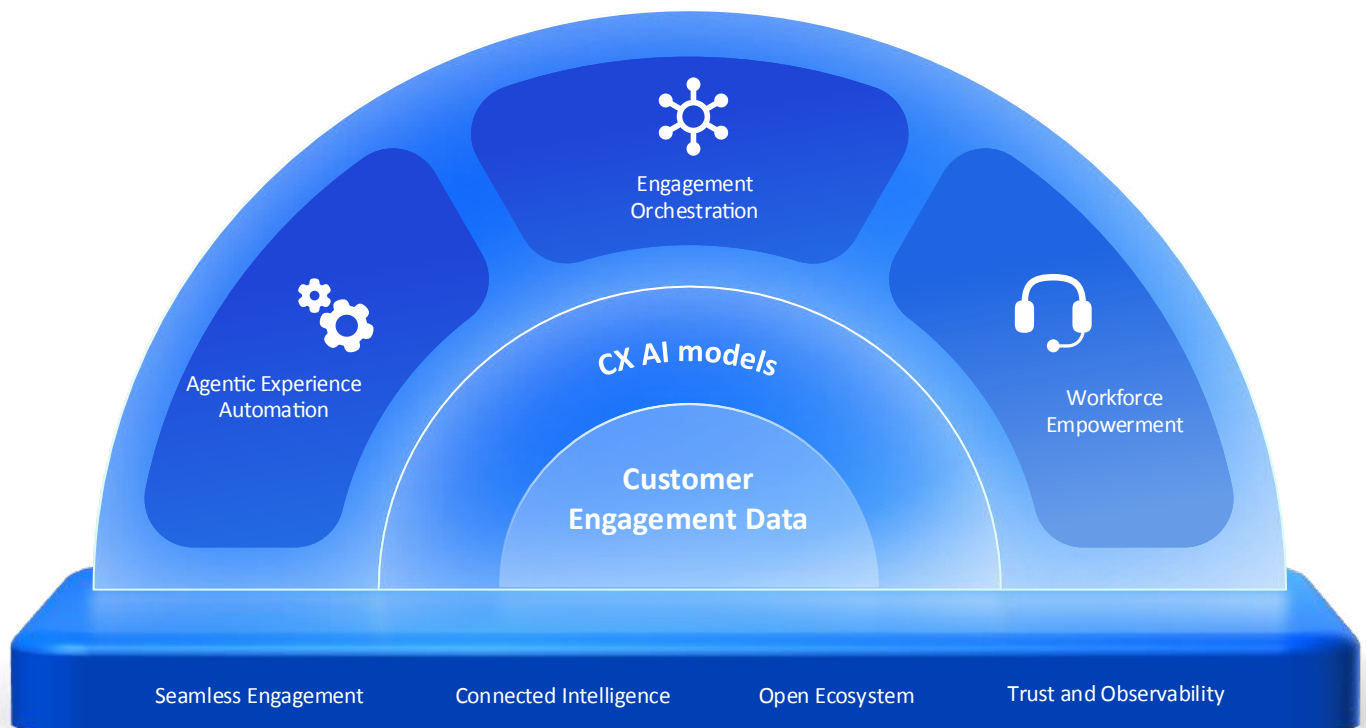 Engagement
Orchestration
Agentic Experience
Automation
Workforce
Empowerment
CX AI models
Customer
Engagement Data
Seamless Engagement
Connected Intelligence
Open Ecosystem
Trust and Observability